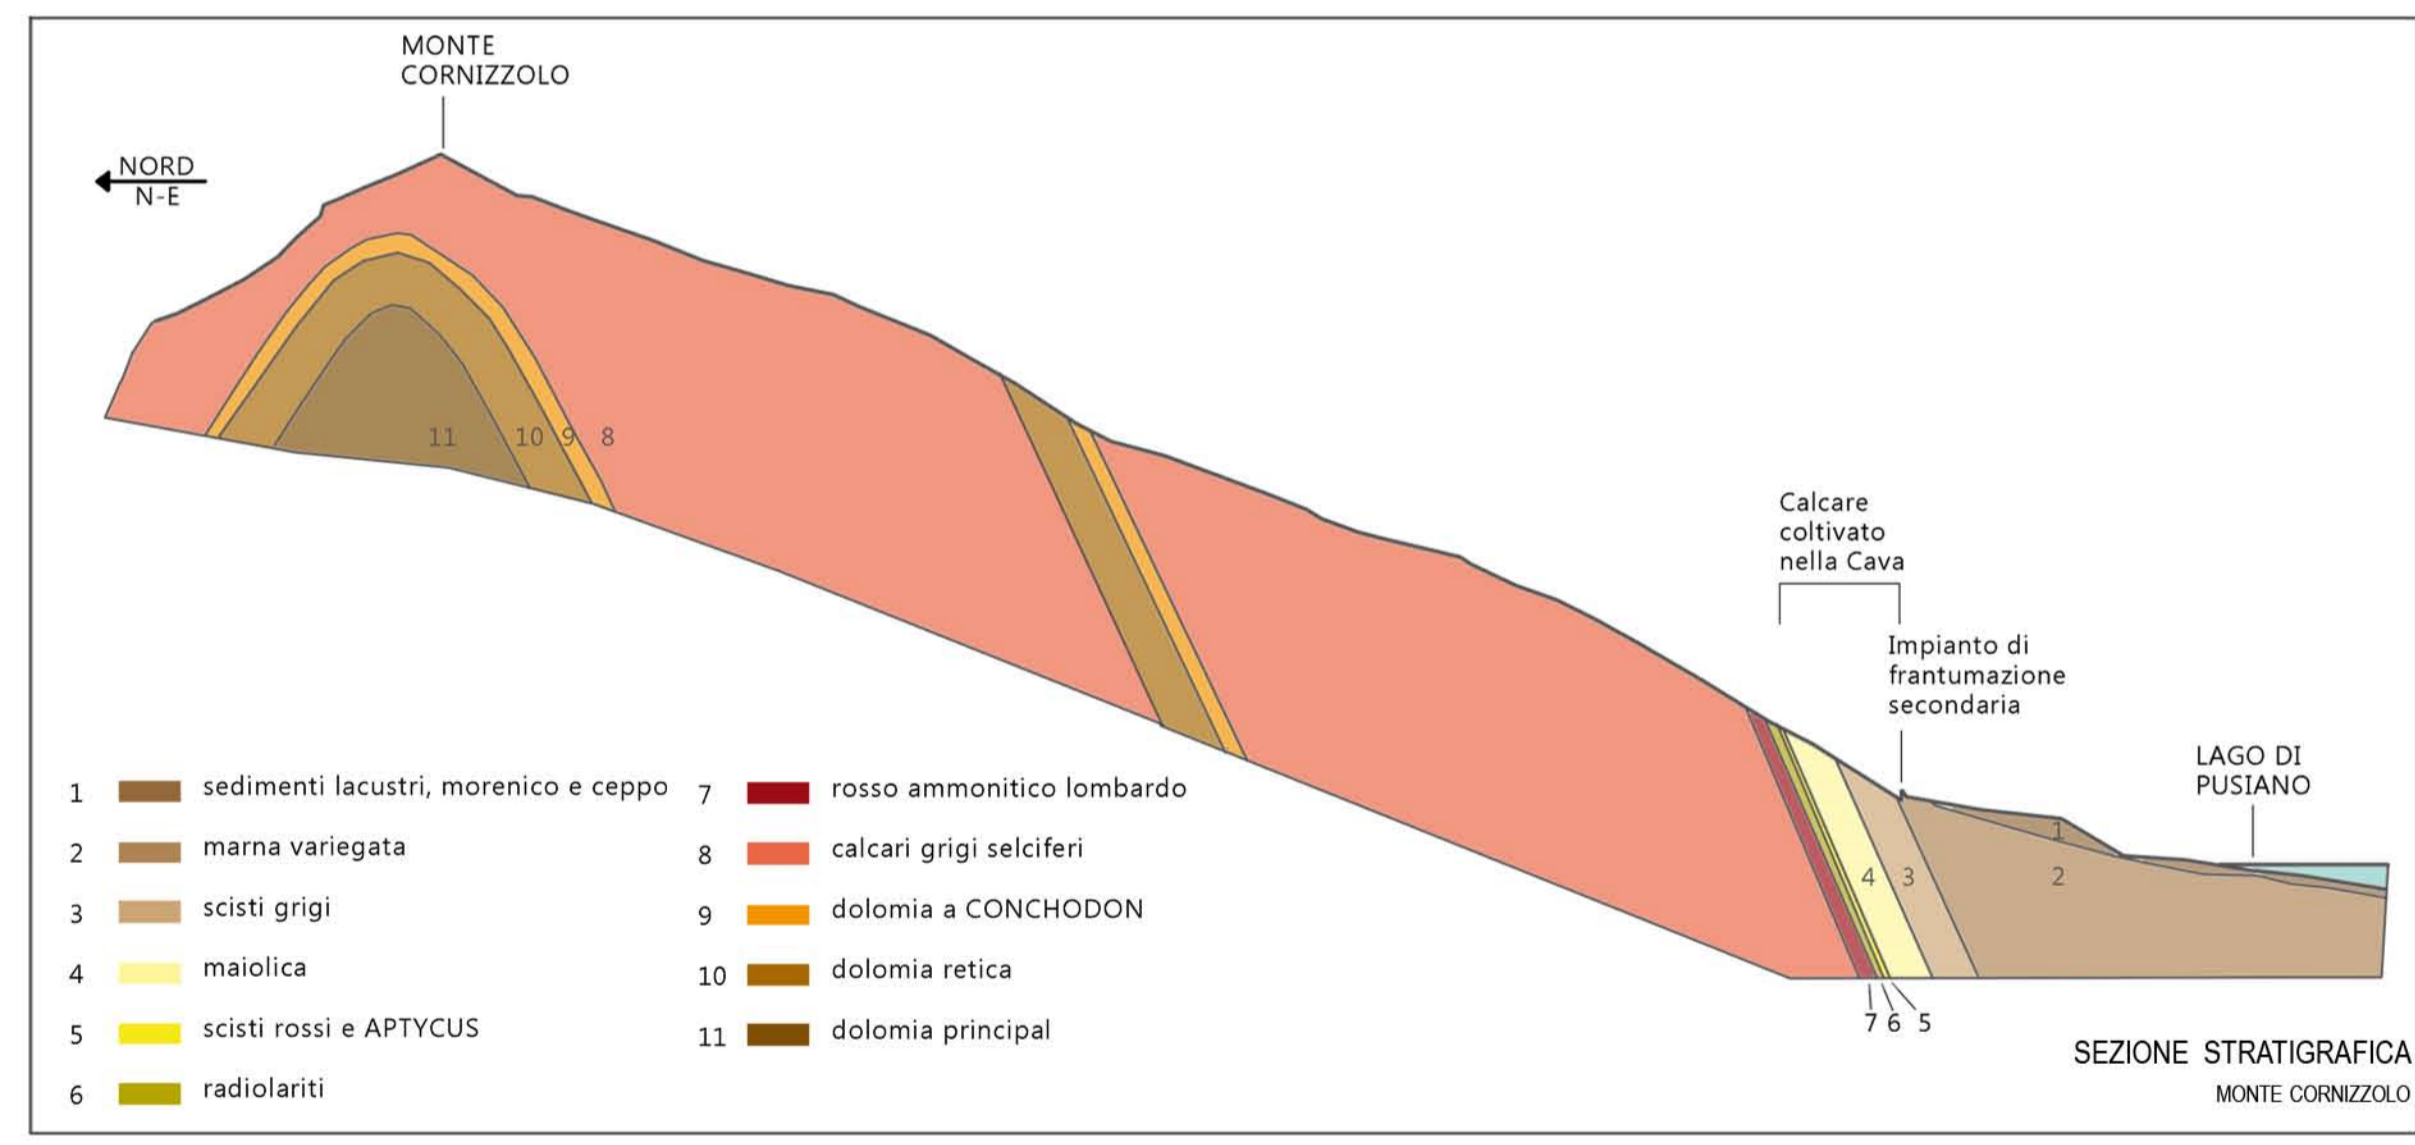 MONTE
CORNIZZOLO
NORD
N-E
11
10
9
8
Calcare
coltivato
nella Cava
Impianto di
frantumazione
secondaria
LAGO DI
PUSIANO
1
4
3
2
7
6
5
1 sedimenti lacustri, morenico e ceppo
2 marna variegata
3 scisti grigi
4 maiolica
5 scisti rossi e APTYCUS
6 radiolariti
7 rosso ammonitico lombardo
8 calcari grigi selciferi
9 dolomia a CONCHODON
10 dolomia retica
11 dolomia principal
SEZIONE STRATIGRAFICA
MONTE CORNIZZOLO